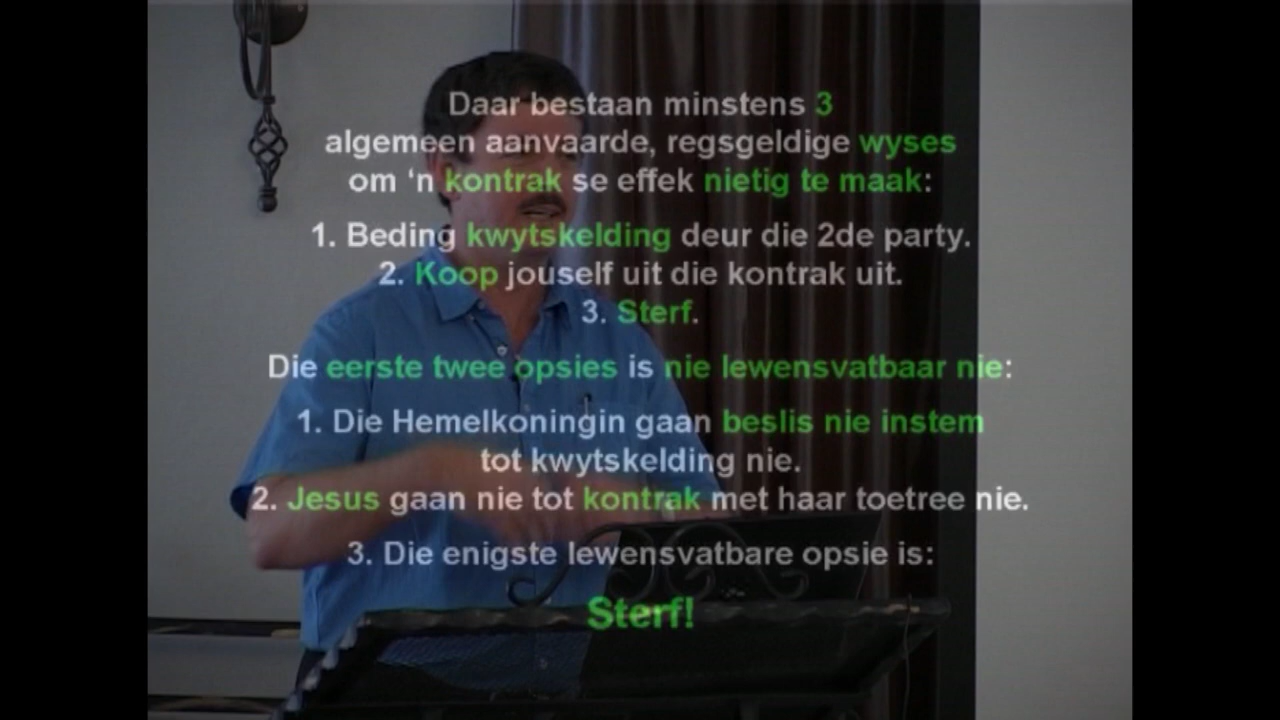 Daar bestaan minstens 3
algemeen aanvaarde, regsgeldige wyses
om ‘n kontrak se effek nietig te maak:
1. Beding kwytskelding deur die 2de party.
2. Koop jouself uit die kontrak uit.
3. Sterf.
Die eerste twee opsies is nie lewensvatbaar nie:
1. Die Hemelkoningin gaan beslis nie instem
tot kwytskelding nie.
2. Jesus gaan nie tot kontrak met haar toetree nie.
3. Die enigste lewensvatbare opsie is:
Sterf!